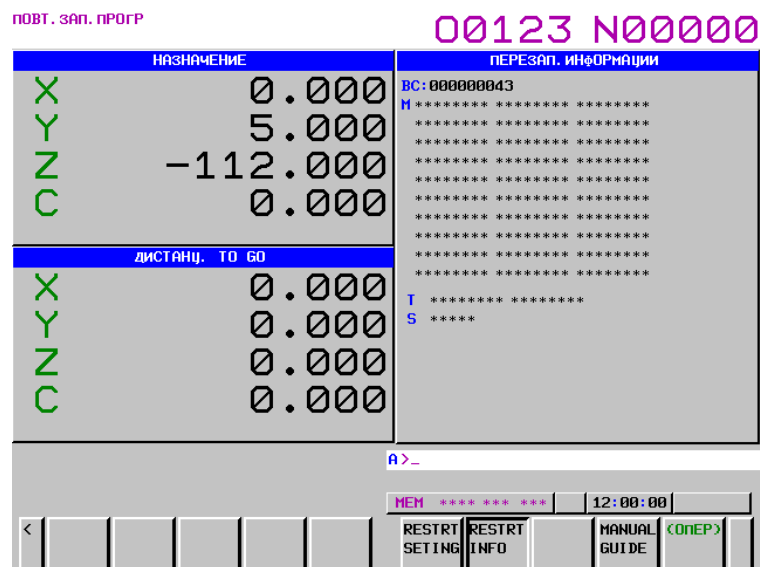 ПОВТ.ЗАП.ПРОГР
O0123 N00000
НАЗНАЧЕНИЕ
X 0.000
Y 5.000
Z -112.000
C 0.000
ДИСТАНЦ. TO GO
X 0.000
Y 0.000
Z 0.000
C 0.000
ПЕРЕЗАП.ИНФОРМАЦИИ
BC:000000043
M ******** ******** ********
******** ******** ********
******** ******** ********
******** ******** ********
******** ******** ********
******** ******** ********
******** ******** ********
******** ******** ********
******** ******** ********
******** ******** ********
T ******** ********
S *****
A>_
MEM **** *** *** 12:00:00
< RESTRT SETING RESTRT INFO MANUAL GUIDE (ОПЕР)